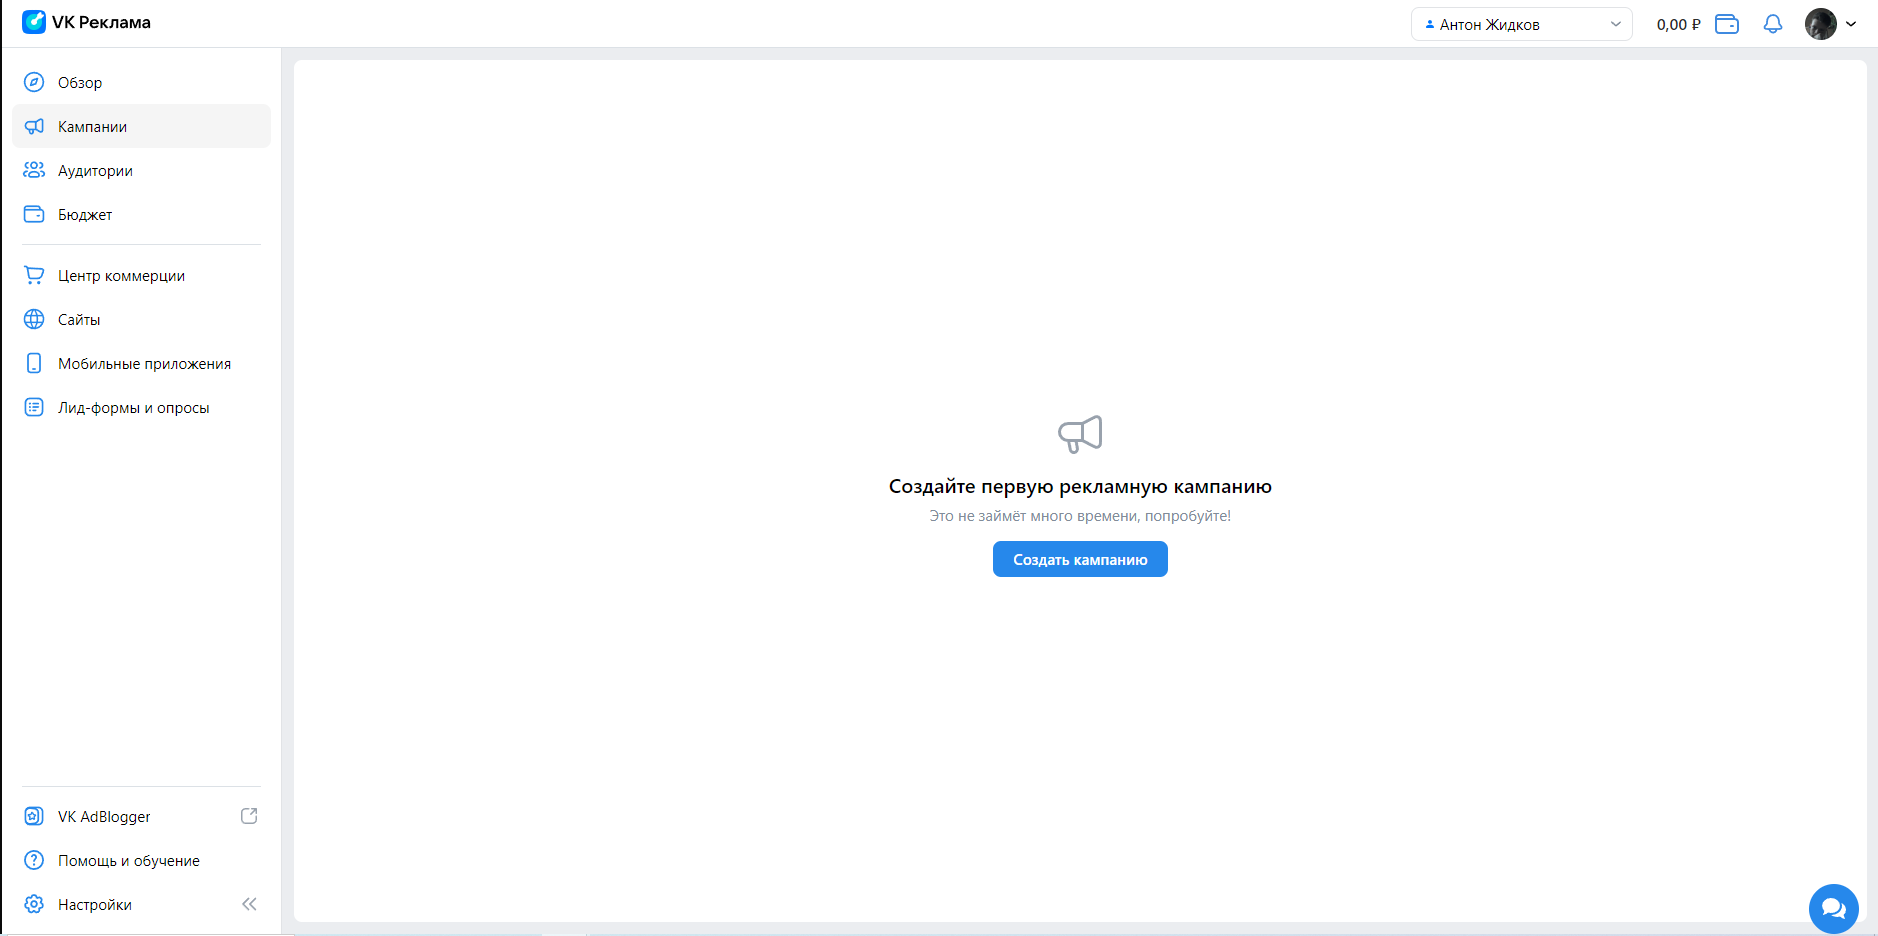 VK Реклама
Антон Жидков
0,00 ₽
Обзор
Кампании
Аудитории
Бюджет
Центр коммерции
Сайты
Мобильные приложения
Лид-формы и опросы
Создайте первую рекламную кампанию
Это не займёт много времени, попробуйте!
Создать кампанию
VK AdBlogger
Помощь и обучение
Настройки